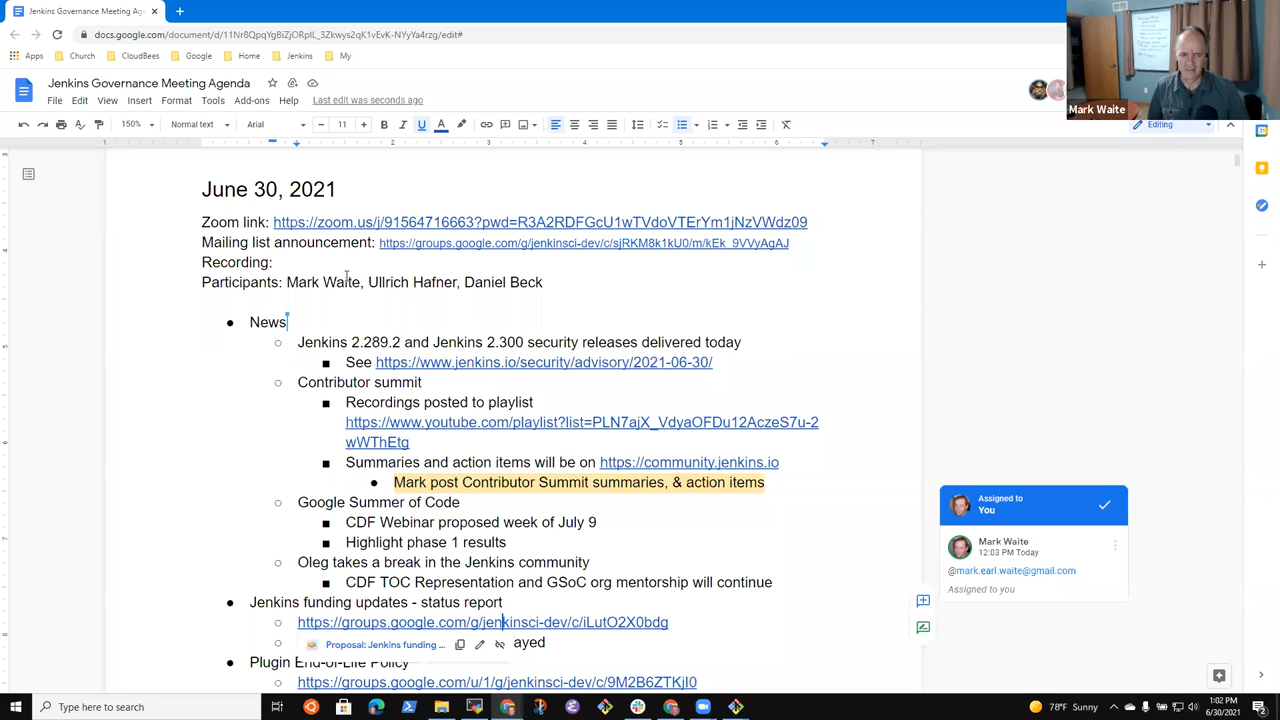 Jenkins Governance Meeting Ag
docs.google.com/document/d/11Nr8QpqYgBiZjORpIL_3Zkwys2qK1vEvK-NYyYa4rzg/edit#
Apps Church CloudBees Google Home Jenkins My
Mark Waite
Jenkins Governance Meeting Agenda
File Edit View Insert Format Tools Add-ons Help Last edit was seconds ago
150% Normal text Arial 11 Editing
1 1 2 3 4 5 6 7
June 30, 2021
Zoom link: https://zoom.us/j/91564716663?pwd=R3A2RDFGcU1wTVdoVTErYm1jNzVWdz09
Mailing list announcement: https://groups.google.com/g/jenkinsci-dev/c/sjRKM8k1kU0/m/kEk_9VVyAgAJ
Recording:
Participants: Mark Waite, Ullrich Hafner, Daniel Beck
● News
○ Jenkins 2.289.2 and Jenkins 2.300 security releases delivered today
■ See https://www.jenkins.io/security/advisory/2021-06-30/
○ Contributor summit
■ Recordings posted to playlist
https://www.youtube.com/playlist?list=PLN7ajX_VdyaOFDu12AczeS7u-2
wWThEtg
■ Summaries and action items will be on https://community.jenkins.io
● Mark post Contributor Summit summaries, & action items
○ Google Summer of Code
■ CDF Webinar proposed week of July 9
■ Highlight phase 1 results
○ Oleg takes a break in the Jenkins community
■ CDF TOC Representation and GSoC org mentorship will continue
● Jenkins funding updates - status report
○ https://groups.google.com/g/jenkinsci-dev/c/iLutO2X0bdg
Proposal: Jenkins funding ... ayed
● Plugin End-of-Life Policy
○ https://groups.google.com/u/1/g/jenkinsci-dev/c/9M2B6ZTKjI0
Assigned to
You
Mark Waite
12:03 PM Today
@mark.earl.waite@gmail.com
Assigned to you
Type here to search
78°F Sunny
1:02 PM
6/30/2021
2